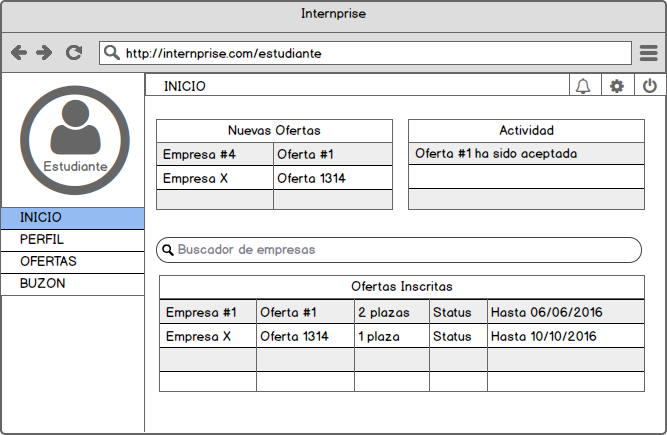 Internprise
http://internprise.com/estudiante
Estudiante
INICIO
PERFIL
OFERTAS
BUZON
INICIO
Nuevas Ofertas
Empresa #4 Oferta #1
Empresa X Oferta 1314
Actividad
Oferta #1 ha sido aceptada
Buscador de empresas
Ofertas Inscritas
Empresa #1 Oferta #1 2 plazas Status Hasta 06/06/2016
Empresa X Oferta 1314 1 plaza Status Hasta 10/10/2016